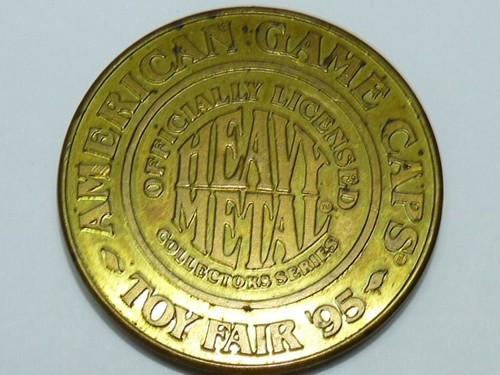 AMERICAN GAME CAPS
OFFICIALLY LICENSED
HEAVY
METAL
COLLECTORS SERIES
TOY FAIR '95